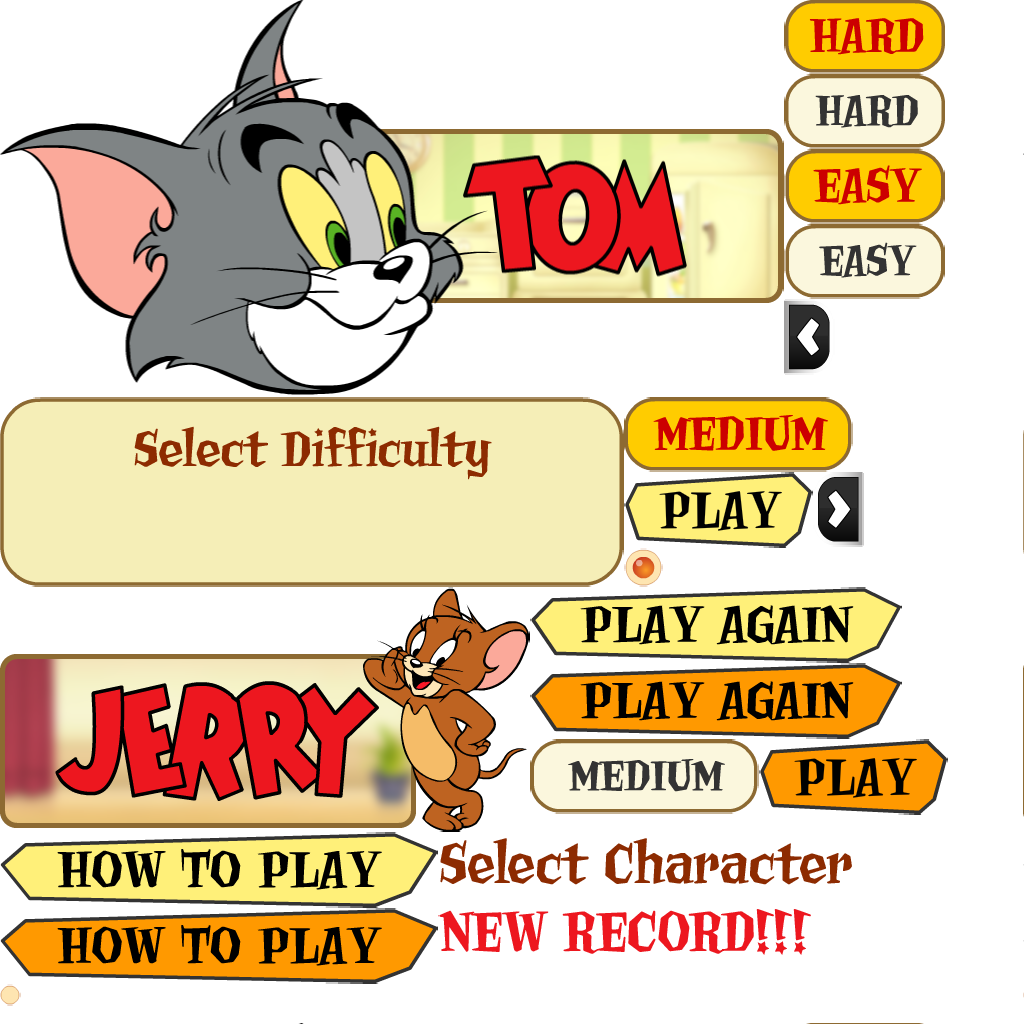 HARD
HARD
TOM
EASY
EASY
Select Difficulty
MEDIUM
PLAY
PLAY AGAIN
JERRY
PLAY AGAIN
MEDIUM
PLAY
HOW TO PLAY
Select Character
HOW TO PLAY
NEW RECORD!!!